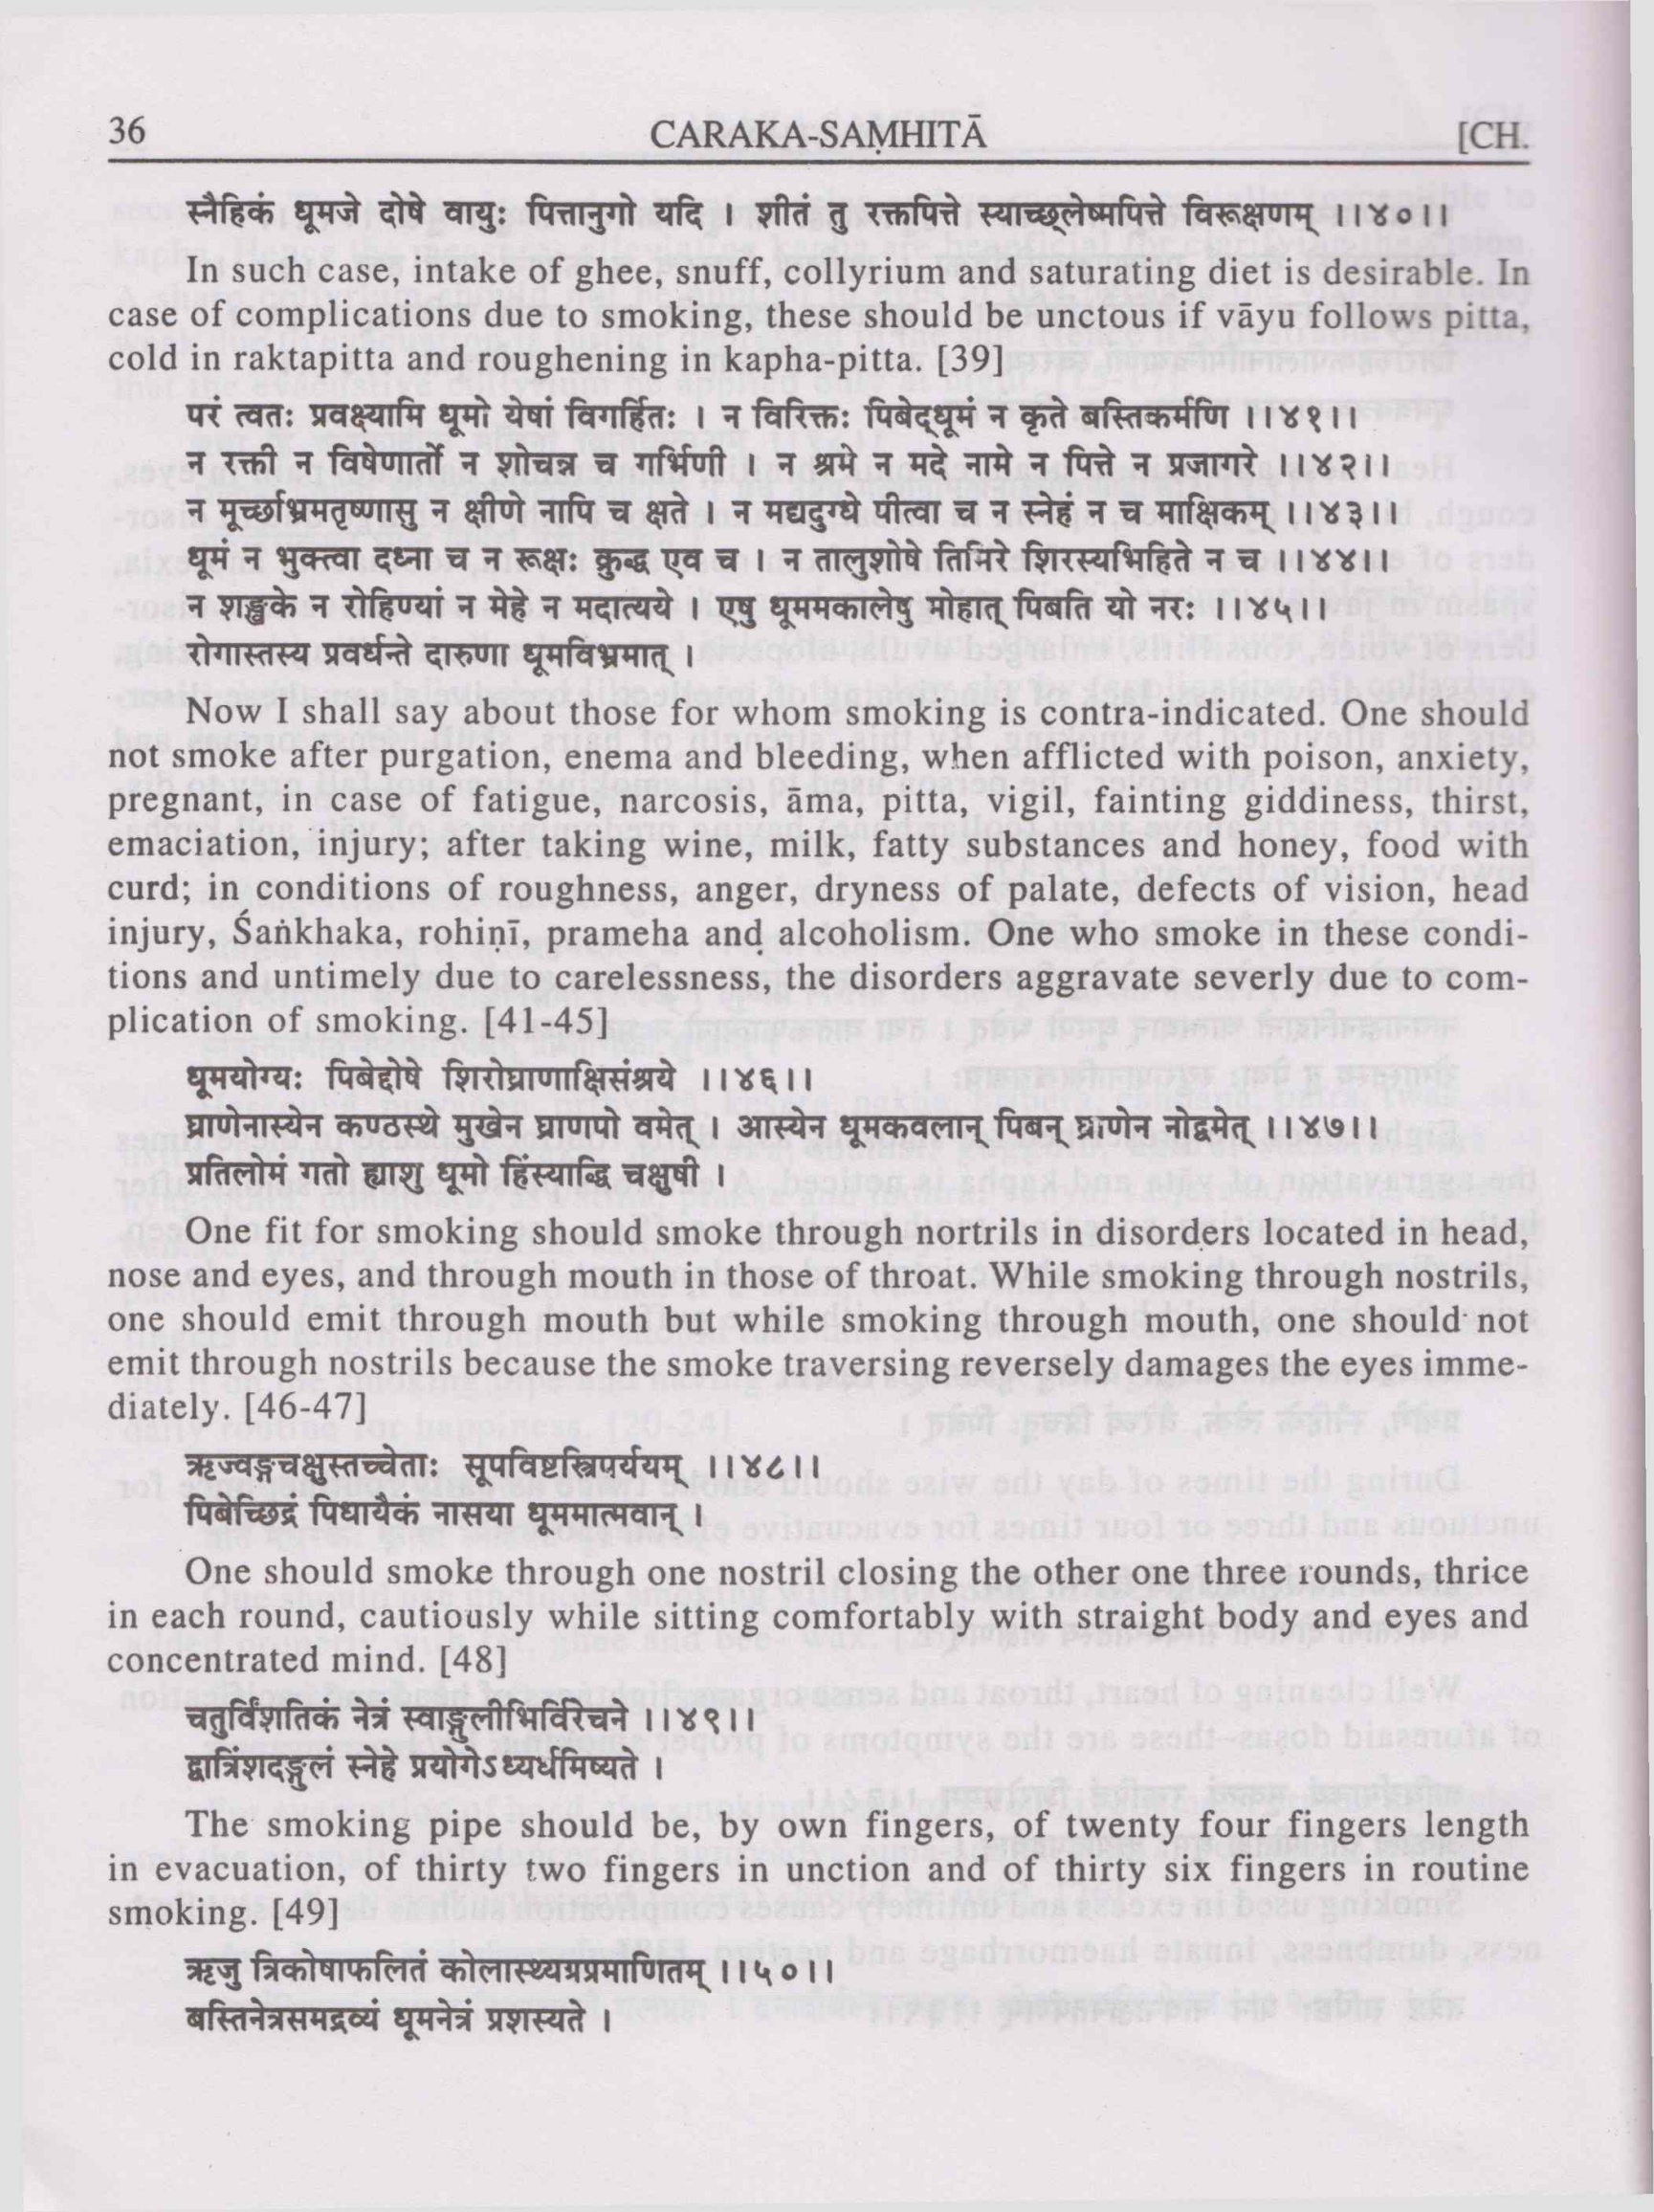 36 CARAKA-SAṂHITĀ [CH.
स्नैहिकं धूमजे दोषे वायुः पित्तानुगो यदि । शीतं तु रक्तपित्ते स्याच्छ्लेष्मपित्ते विरूक्षणम् ।।४०।।
In such case, intake of ghee, snuff, collyrium and saturating diet is desirable. In
case of complications due to smoking, these should be unctous if vāyu follows pitta,
cold in raktapitta and roughening in kapha-pitta. [39]
परं त्वतः प्रवक्ष्यामि धूमो येषां विगर्हितः । न विरिक्तः पिबेद्धूमं न कृते बस्तिकर्मणि ।।४१।।
न रक्ती न विषेणार्तो न शोचन्न च गर्भिणी । न श्रमे न मदे नामे न पित्ते न प्रजागरे ।।४२।।
न मूर्च्छाभ्रमतृष्णासु न क्षीणे नापि च क्षते । न मद्यदुग्धे पीत्वा च न स्नेहं न च माक्षिकम् ।।४३।।
धूमं न भुक्त्वा दध्ना च न रूक्षः क्रुद्ध एव च । न तालुशोषे तिमिरे शिरस्यभिहिते न च ।।४४।।
न शङ्खके न रोहिण्यां न मेहे न मदात्यये । एषु धूममकालेषु मोहात् पिबति यो नरः ।।४५।।
रोगास्तस्य प्रवर्धन्ते दारुणा धूमविभ्रमात् ।
Now I shall say about those for whom smoking is contra-indicated. One should
not smoke after purgation, enema and bleeding, when afflicted with poison, anxiety,
pregnant, in case of fatigue, narcosis, āma, pitta, vigil, fainting giddiness, thirst,
emaciation, injury; after taking wine, milk, fatty substances and honey, food with
curd; in conditions of roughness, anger, dryness of palate, defects of vision, head
injury, Śaṅkhaka, rohiṇī, prameha and alcoholism. One who smoke in these condi-
tions and untimely due to carelessness, the disorders aggravate severly due to com-
plication of smoking. [41-45]
धूमयोग्यः पिबेद्दोषे शिरोघ्राणाक्षिसंश्रये ।।४६।।
घ्राणेनास्येन कण्ठस्थे मुखेन घ्राणपो वमेत् । आस्येन धूमकवलान् पिबन् घ्राणेन नोद्वमेत् ।।४७।।
प्रतिलोमं गतो ह्याशु धूमो हिंस्याद्धि चक्षुषी ।
One fit for smoking should smoke through nortrils in disorders located in head,
nose and eyes, and through mouth in those of throat. While smoking through nostrils,
one should emit through mouth but while smoking through mouth, one should not
emit through nostrils because the smoke traversing reversely damages the eyes imme-
diately. [46-47]
ऋज्वङ्गचक्षुस्तच्चेताः सूपविष्टस्त्रिपर्ययम् ।।४८।।
पिबेच्छिद्रं पिधायैकं नासया धूममात्मवान् ।
One should smoke through one nostril closing the other one three rounds, thrice
in each round, cautiously while sitting comfortably with straight body and eyes and
concentrated mind. [48]
चतुर्विंशतिकं नेत्रं स्वाङ्गुलीभिर्विरेचने ।।४९।।
द्वात्रिंशदङ्गुलं स्नेहे प्रयोगेऽध्यर्धमिष्यते ।
The smoking pipe should be, by own fingers, of twenty four fingers length
in evacuation, of thirty two fingers in unction and of thirty six fingers in routine
smoking. [49]
ऋजु त्रिकोषाफलितं कोलास्थ्यग्रप्रमाणितम् ।।५०।।
बस्तिनेत्रसमद्रव्यं धूमनेत्रं प्रशस्यते ।